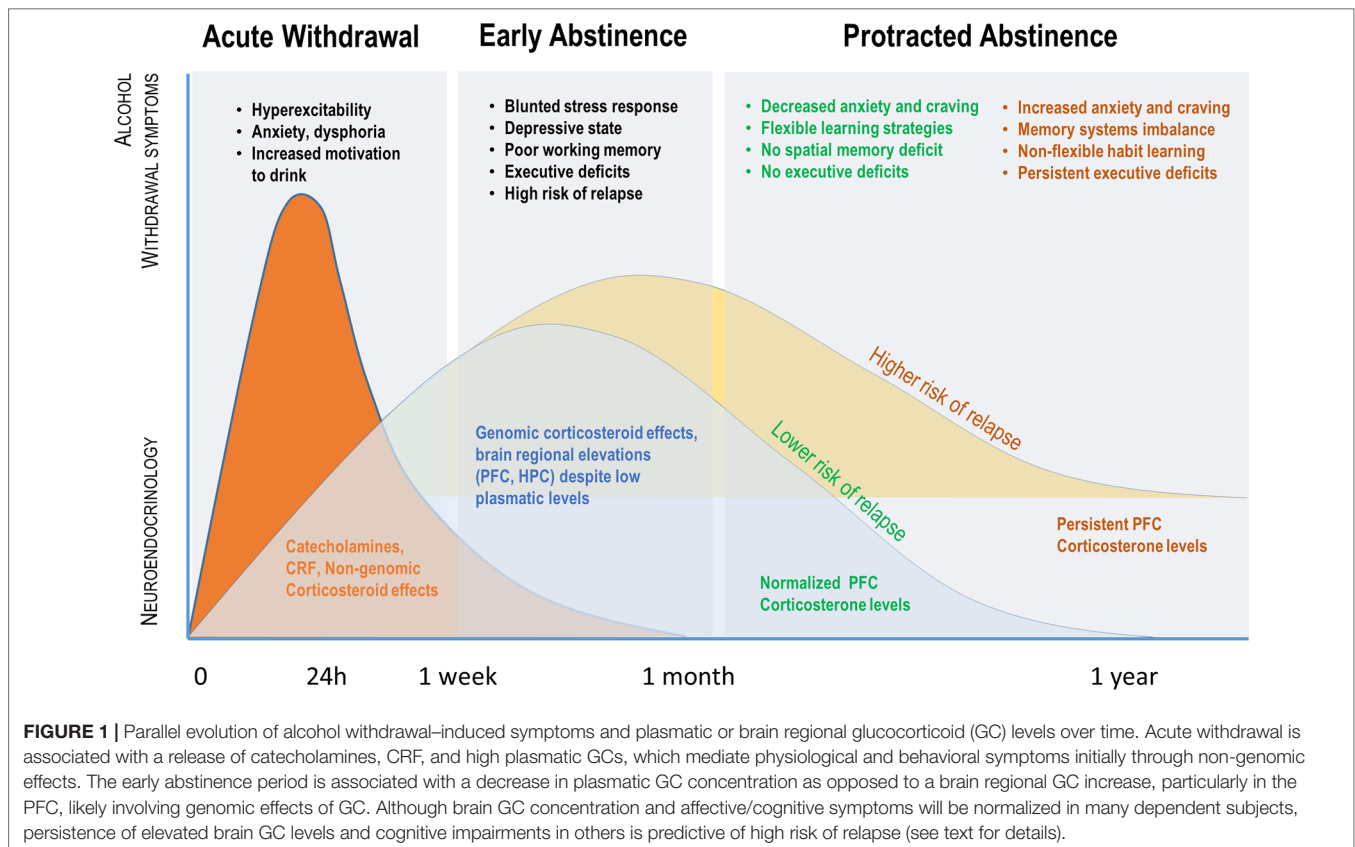 Acute Withdrawal
Early Abstinence
Protracted Abstinence
ALCOHOL
WITHDRAWAL SYMPTOMS
NEUROENDOCRINOLOGY
• Hyperexcitability
• Anxiety, dysphoria
• Increased motivation
to drink
• Blunted stress response
• Depressive state
• Poor working memory
• Executive deficits
• High risk of relapse
• Decreased anxiety and craving
• Flexible learning strategies
• No spatial memory deficit
• No executive deficits
• Increased anxiety and craving
• Memory systems imbalance
• Non-flexible habit learning
• Persistent executive deficits
Higher risk of relapse
Lower risk of relapse
Genomic corticosteroid effects,
brain regional elevations
(PFC, HPC) despite low
plasmatic levels
Catecholamines,
CRF, Non-genomic
Corticosteroid effects
Persistent PFC
Corticosterone levels
Normalized PFC
Corticosterone levels
0
24h
1 week
1 month
1 year
FIGURE 1 | Parallel evolution of alcohol withdrawal–induced symptoms and plasmatic or brain regional glucocorticoid (GC) levels over time. Acute withdrawal is
associated with a release of catecholamines, CRF, and high plasmatic GCs, which mediate physiological and behavioral symptoms initially through non-genomic
effects. The early abstinence period is associated with a decrease in plasmatic GC concentration as opposed to a brain regional GC increase, particularly in the
PFC, likely involving genomic effects of GC. Although brain GC concentration and affective/cognitive symptoms will be normalized in many dependent subjects,
persistence of elevated brain GC levels and cognitive impairments in others is predictive of high risk of relapse (see text for details).